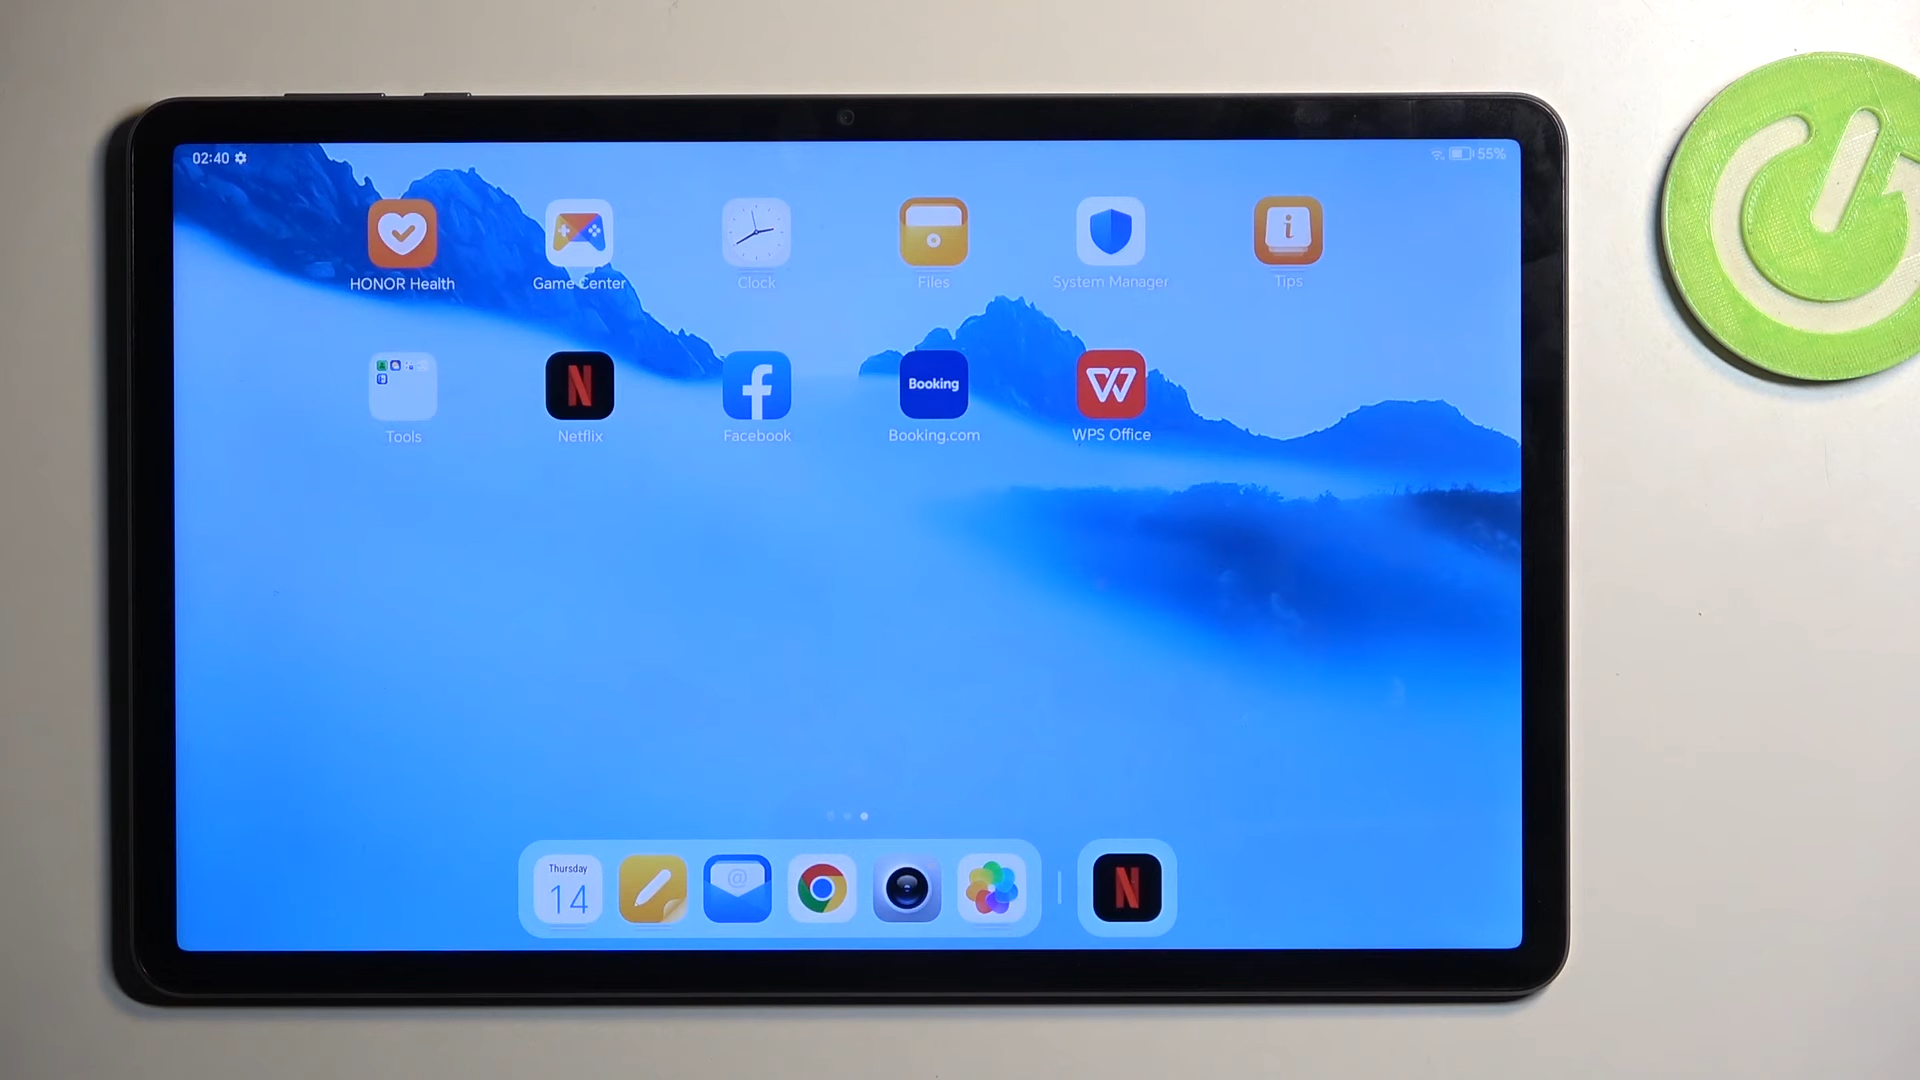 02:40 55%
HONOR Health Game Center Clock Files System Manager Tips
Booking
Tools Netflix Facebook Booking.com WPS Office
Thursday
14